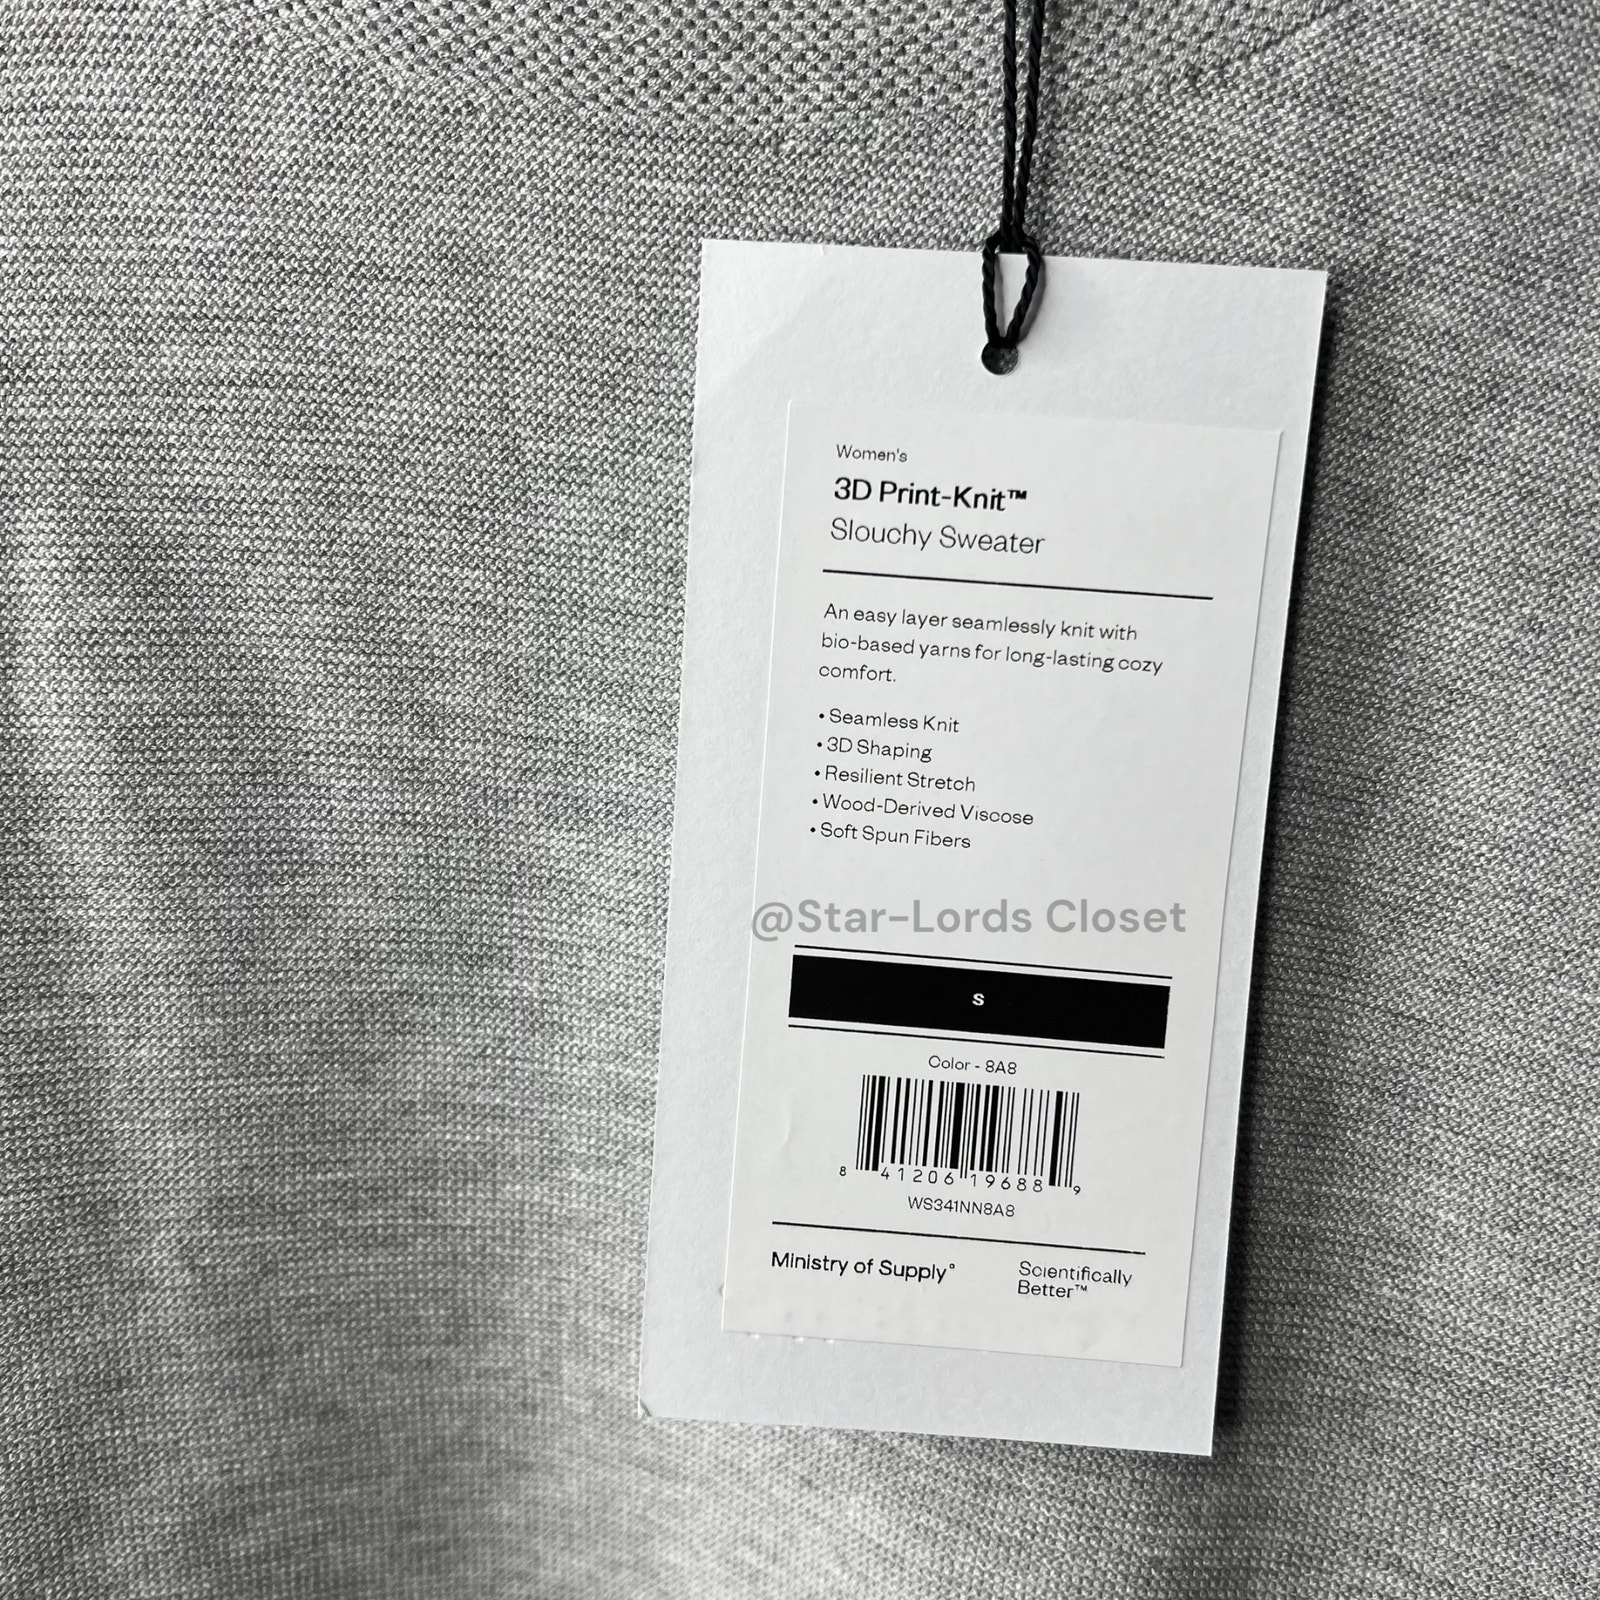 Women's
3D Print-Knit™
Slouchy Sweater
An easy layer seamlessly knit with
bio-based yarns for long-lasting cozy
comfort.
• Seamless Knit
• 3D Shaping
• Resilient Stretch
• Wood-Derived Viscose
• Soft Spun Fibers
@Star-Lords Closet
S
Color - 8A8
8 41206 19688 9
WS341NN8A8
Ministry of Supply°
Scientifically
Better™